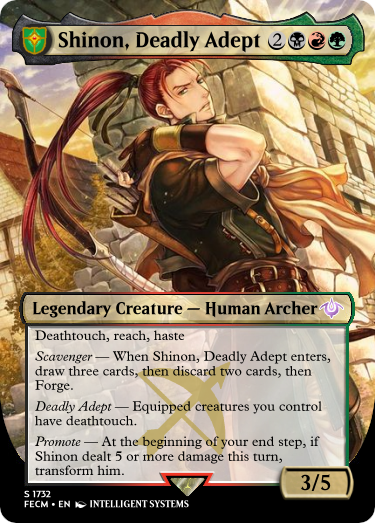 Shinon, Deadly Adept 2
Legendary Creature — Human Archer
Deathtouch, reach, haste
Scavenger — When Shinon, Deadly Adept enters,
draw three cards, then discard two cards, then
Forge.
Deadly Adept — Equipped creatures you control
have deathtouch.
Promote — At the beginning of your end step, if
Shinon dealt 5 or more damage this turn,
transform him.
3/5
S 1732
FECM • EN INTELLIGENT SYSTEMS